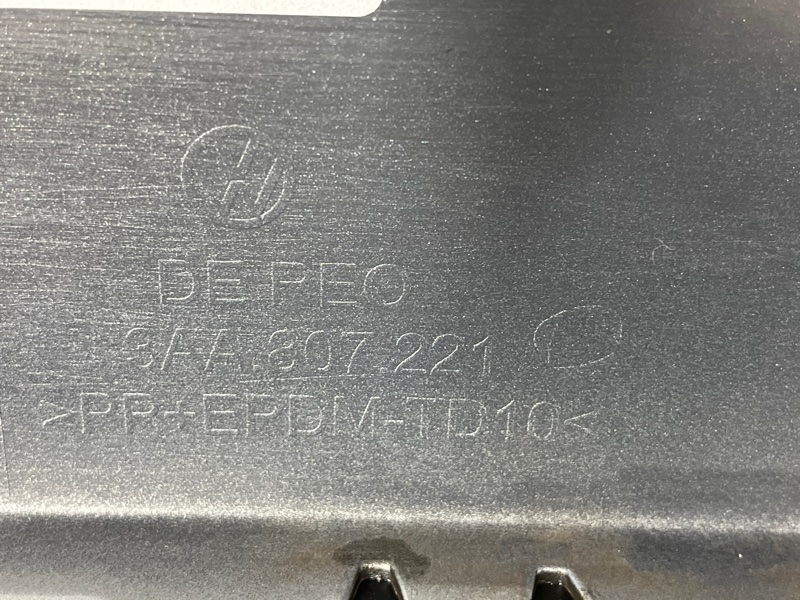 DE PEO
3AA.807.221
>PP+EPDM-TD10<